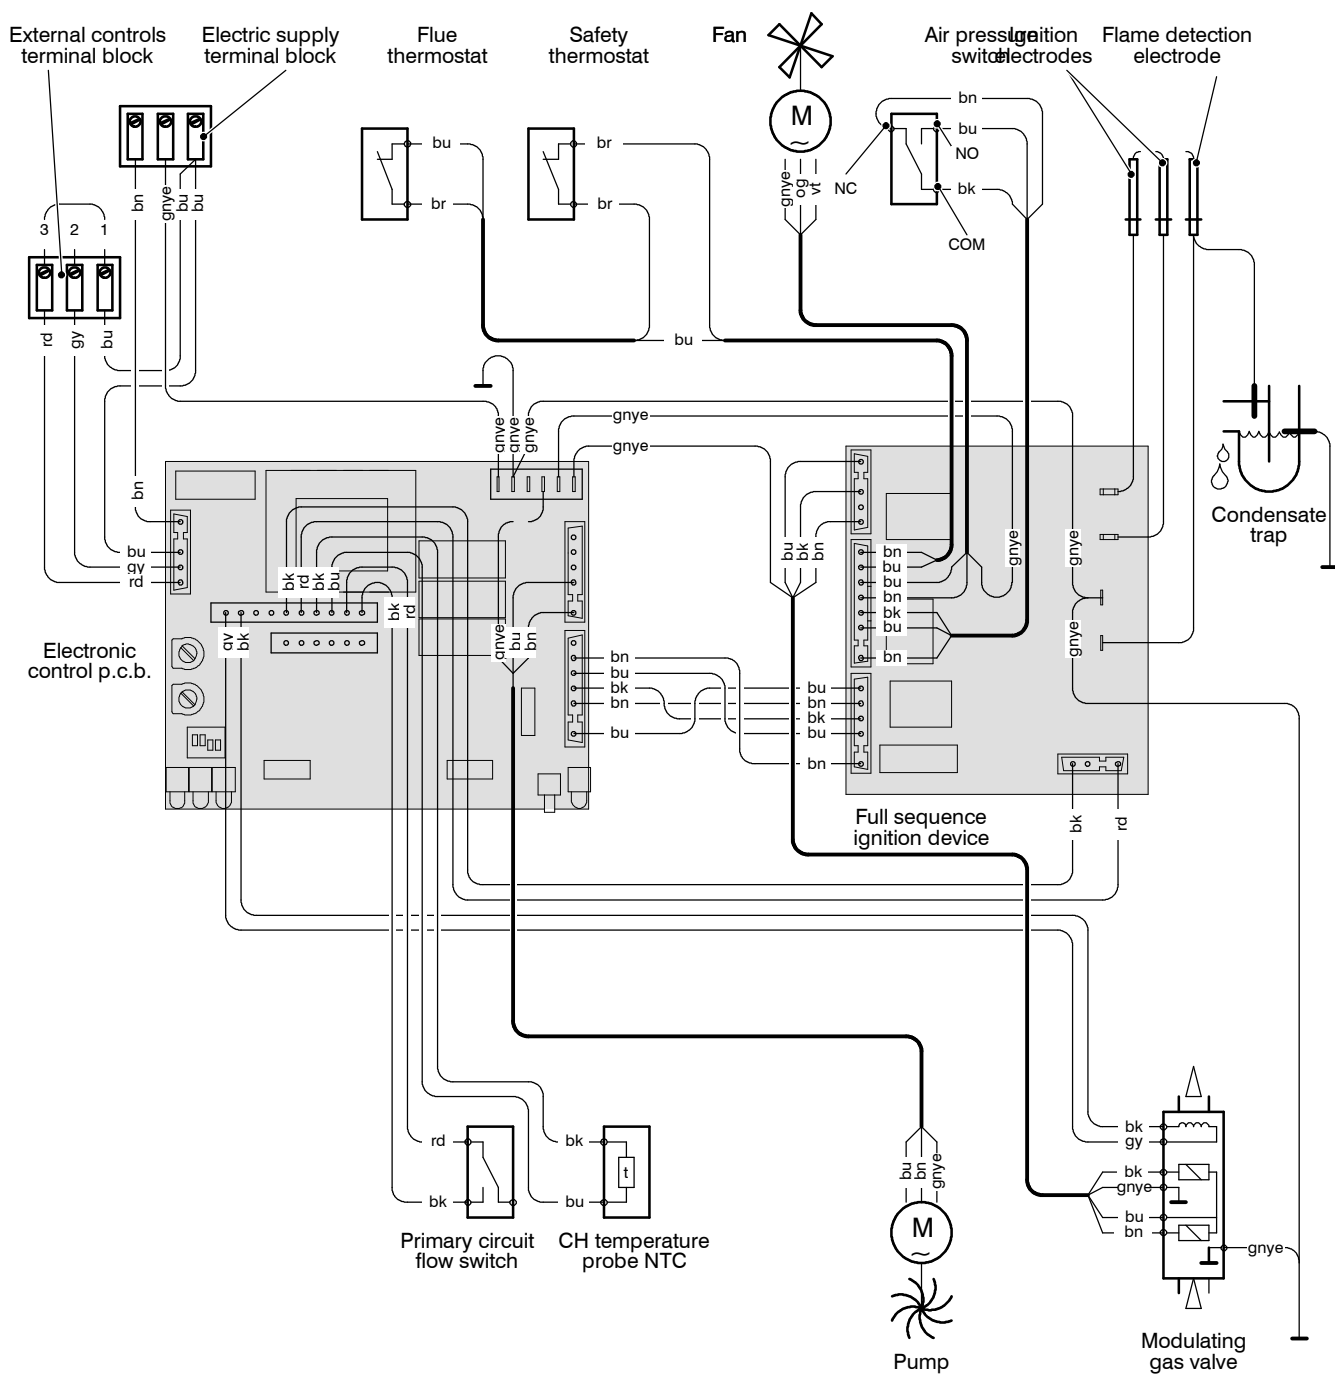 External controls
terminal block
Electric supply
terminal block
Flue
thermostat
Safety
thermostat
Fan
Air pressure
switch
Ignition
electrodes
Flame detection
electrode
M
~
bn
bu
NO
NC
bk
COM
bu
br
br
br
gnye
og
vt
bn
gnye
bu
bu
3
2
1
rd
gy
bu
bu
gnye
gnye
gnye
gnye
gnye
bn
bu
gy
rd
bk
rd
bk
bu
bk
rd
gy
bk
gnye
bu
bn
bu
bk
bn
bn
bu
bu
bn
bk
bu
bn
gnye
gnye
gnye
Condensate
trap
Electronic
control p.c.b.
bn
bu
bk
bn
bu
bu
bn
bk
bu
bn
Full sequence
ignition device
bk
rd
rd
bk
bk
bu
t
Primary circuit
flow switch
CH temperature
probe NTC
bu
bn
gnye
M
~
Pump
bk
gy
bk
gnye
bu
bn
gnye
Modulating
gas valve